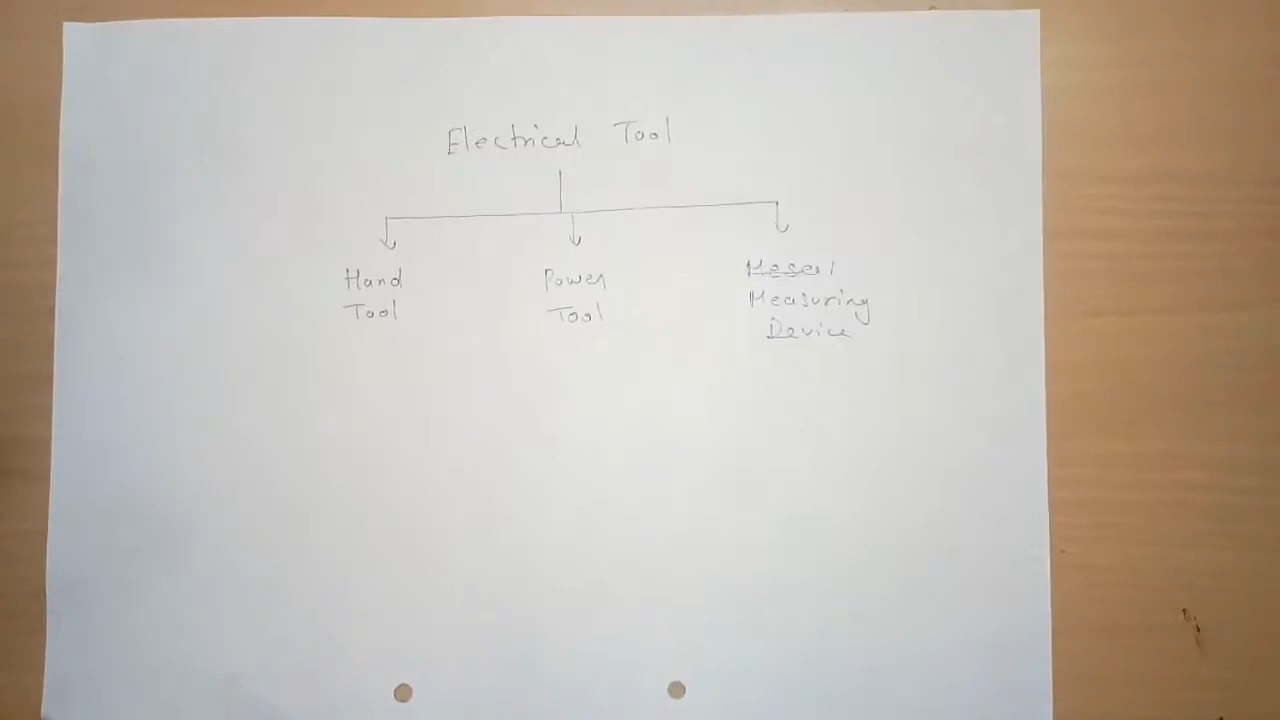 Electrical Tool
Hand
Tool
Power
Tool
Measuring
Device